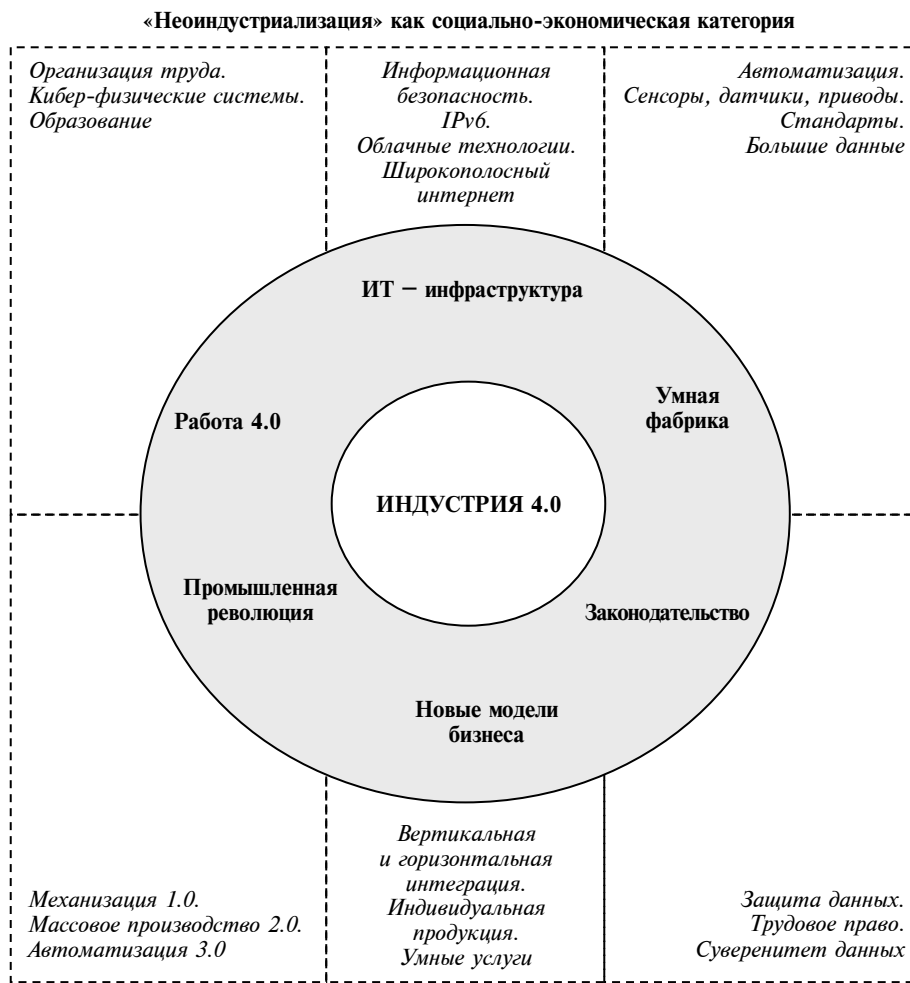 «Неоиндустриализация» как социально-экономическая категория
Организация труда.
Кибер-физические системы.
Образование
Информационная
безопасность.
IPv6.
Облачные технологии.
Широкополосный
интернет
Автоматизация.
Сенсоры, датчики, приводы.
Стандарты.
Большие данные
ИТ – инфраструктура
Работа 4.0
Умная
фабрика
ИНДУСТРИЯ 4.0
Промышленная
революция
Законодательство
Новые модели
бизнеса
Механизация 1.0.
Массовое производство 2.0.
Автоматизация 3.0
Вертикальная
и горизонтальная
интеграция.
Индивидуальная
продукция.
Умные услуги
Защита данных.
Трудовое право.
Суверенитет данных